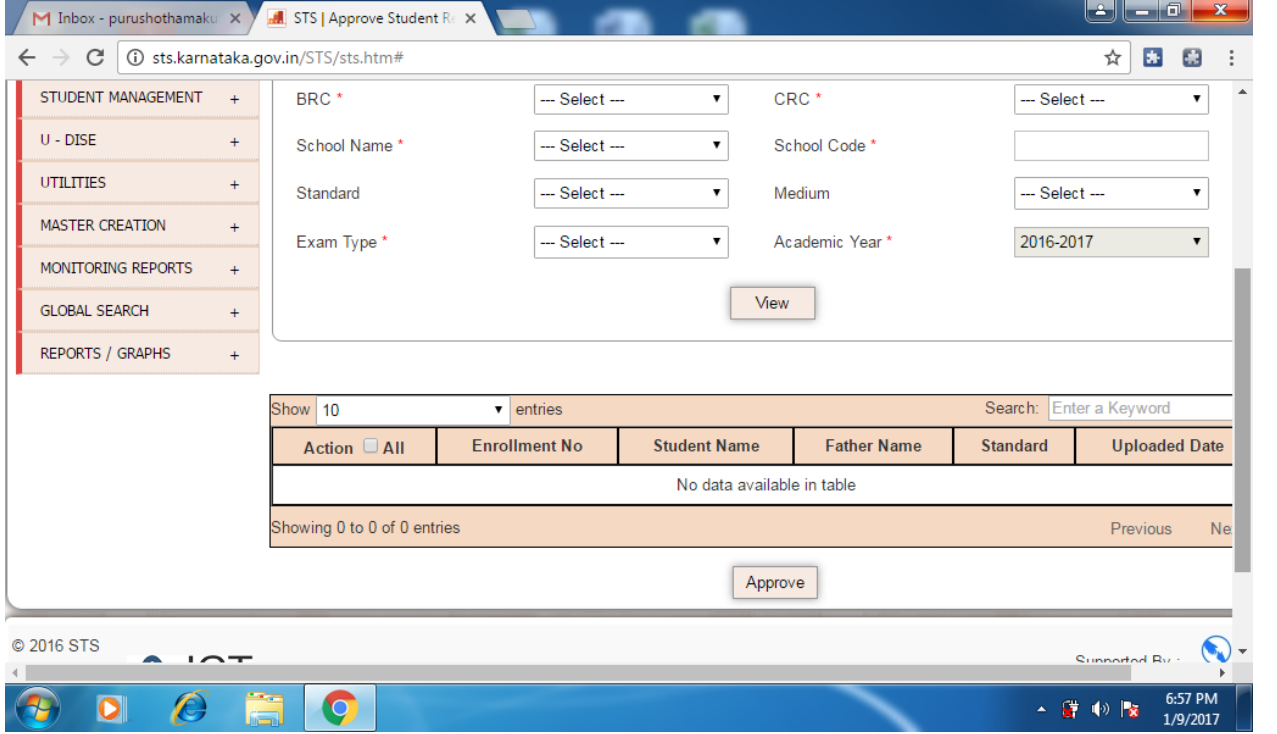 Inbox - purushothamaku
STS | Approve Student Re
sts.karnataka.gov.in/STS/sts.htm#
STUDENT MANAGEMENT +
U - DISE +
UTILITIES +
MASTER CREATION +
MONITORING REPORTS +
GLOBAL SEARCH +
REPORTS / GRAPHS +
BRC * --- Select --- CRC * --- Select ---
School Name * --- Select --- School Code *
Standard --- Select --- Medium --- Select ---
Exam Type * --- Select --- Academic Year * 2016-2017
View
Show 10 entries Search: Enter a Keyword
Action All Enrollment No Student Name Father Name Standard Uploaded Date
No data available in table
Showing 0 to 0 of 0 entries Previous Ne
Approve
© 2016 STS
Supported By :
6:57 PM
1/9/2017